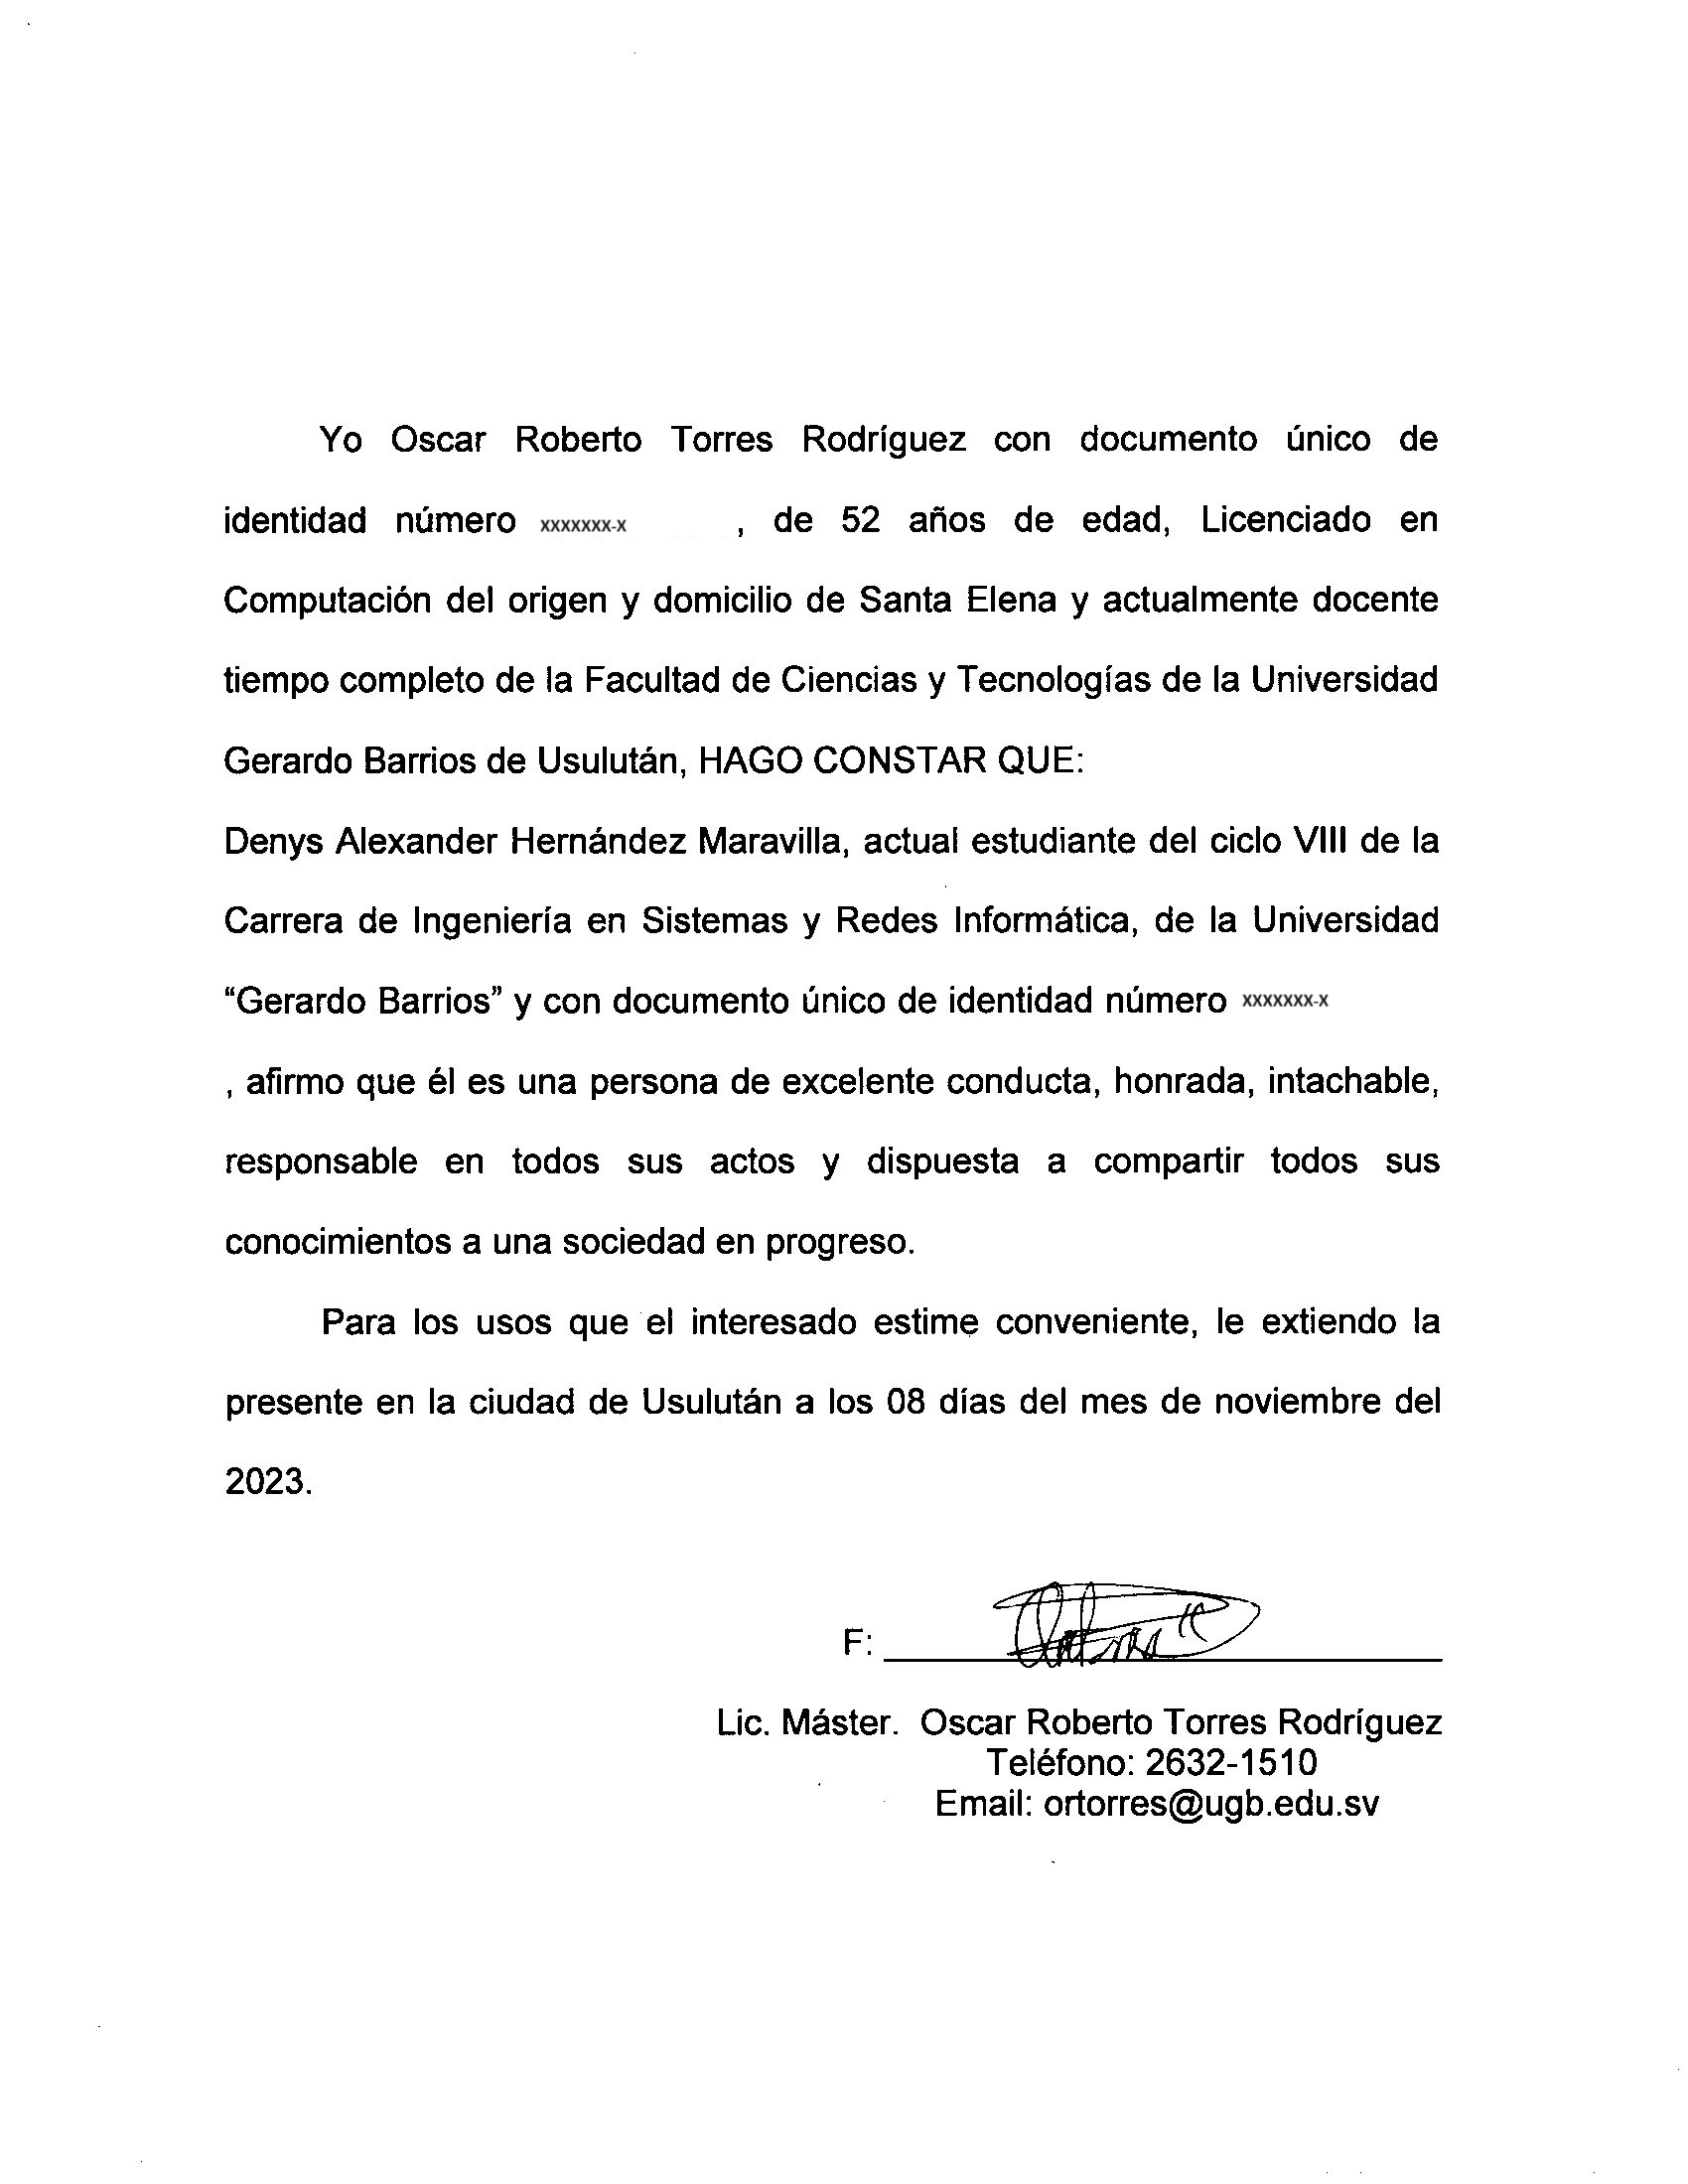 Yo Oscar Roberto Torres Rodríguez con documento único de
identidad número xxxxxxx-x , de 52 años de edad, Licenciado en
Computación del origen y domicilio de Santa Elena y actualmente docente
tiempo completo de la Facultad de Ciencias y Tecnologías de la Universidad
Gerardo Barrios de Usulután, HAGO CONSTAR QUE:
Denys Alexander Hernández Maravilla, actual estudiante del ciclo VIII de la
Carrera de Ingeniería en Sistemas y Redes Informática, de la Universidad
“Gerardo Barrios” y con documento único de identidad número xxxxxxx-x
, afirmo que él es una persona de excelente conducta, honrada, intachable,
responsable en todos sus actos y dispuesta a compartir todos sus
conocimientos a una sociedad en progreso.
Para los usos que el interesado estime conveniente, le extiendo la
presente en la ciudad de Usulután a los 08 días del mes de noviembre del
2023.
F:
Lic. Máster. Oscar Roberto Torres Rodríguez
Teléfono: 2632-1510
Email: ortorres@ugb.edu.sv